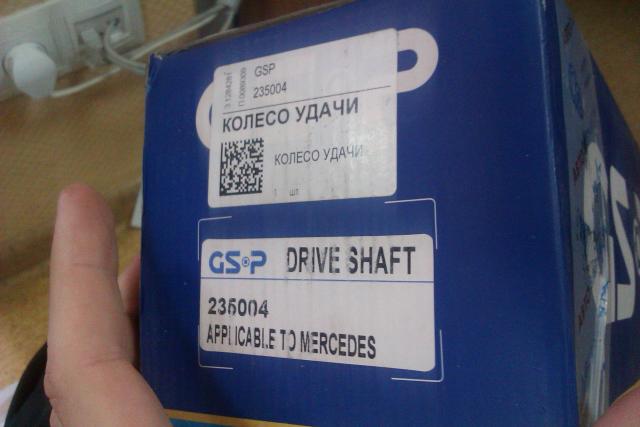 GSP
235004
КОЛЕСО УДАЧИ
КОЛЕСО УДАЧИ
1 шт
GSP DRIVE SHAFT
235004
APPLICABLE TO MERCEDES